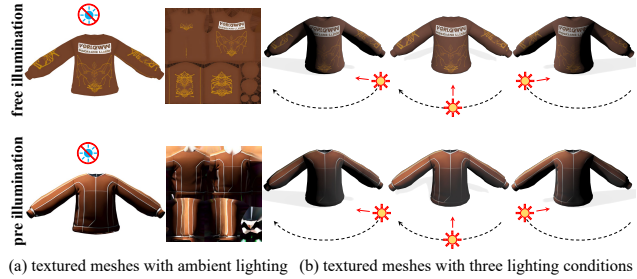 free illumination
pre illumination
(a) textured meshes with ambient lighting
(b) textured meshes with three lighting conditions